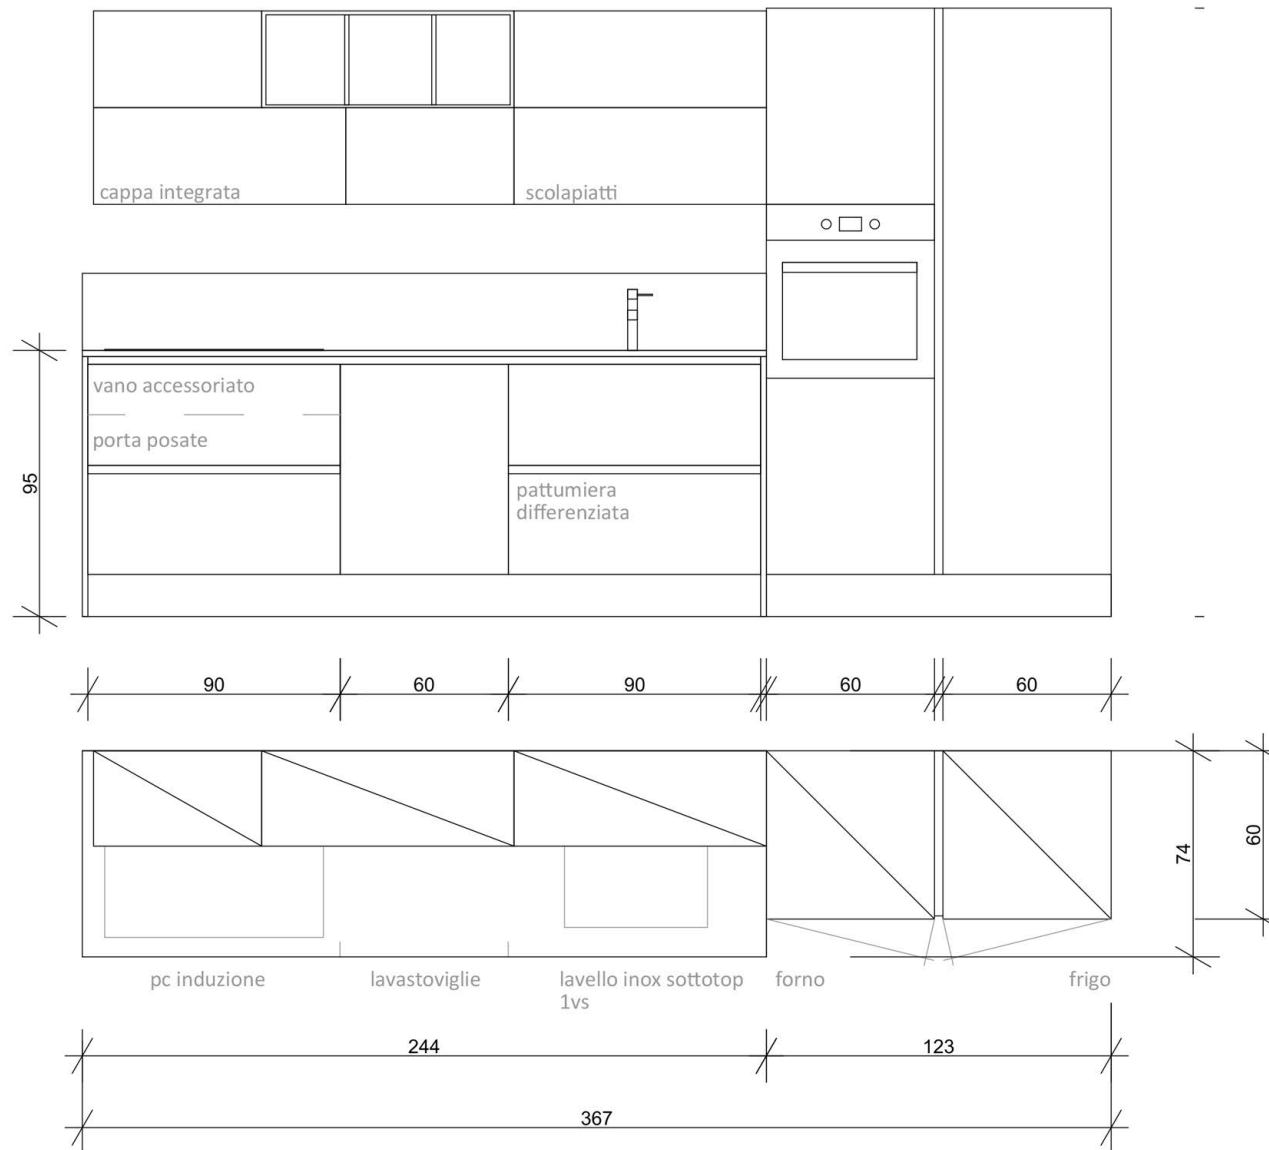 cappa integrata
scolapiatti
vano accessoriato
porta posate
95
pattumiera
differenziata
90
60
90
60
60
74
60
pc induzione
lavastoviglie
lavello inox sottotop
1vs
forno
frigo
244
123
367